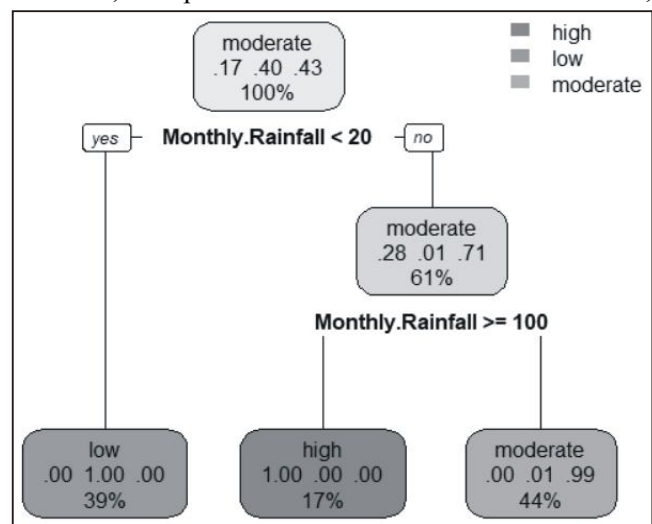 moderate
.17 .40 .43
100%
high
low
moderate
yes
Monthly.Rainfall < 20
no
moderate
.28 .01 .71
61%
Monthly.Rainfall >= 100
low
.00 1.00 .00
39%
high
1.00 .00 .00
17%
moderate
.00 .01 .99
44%